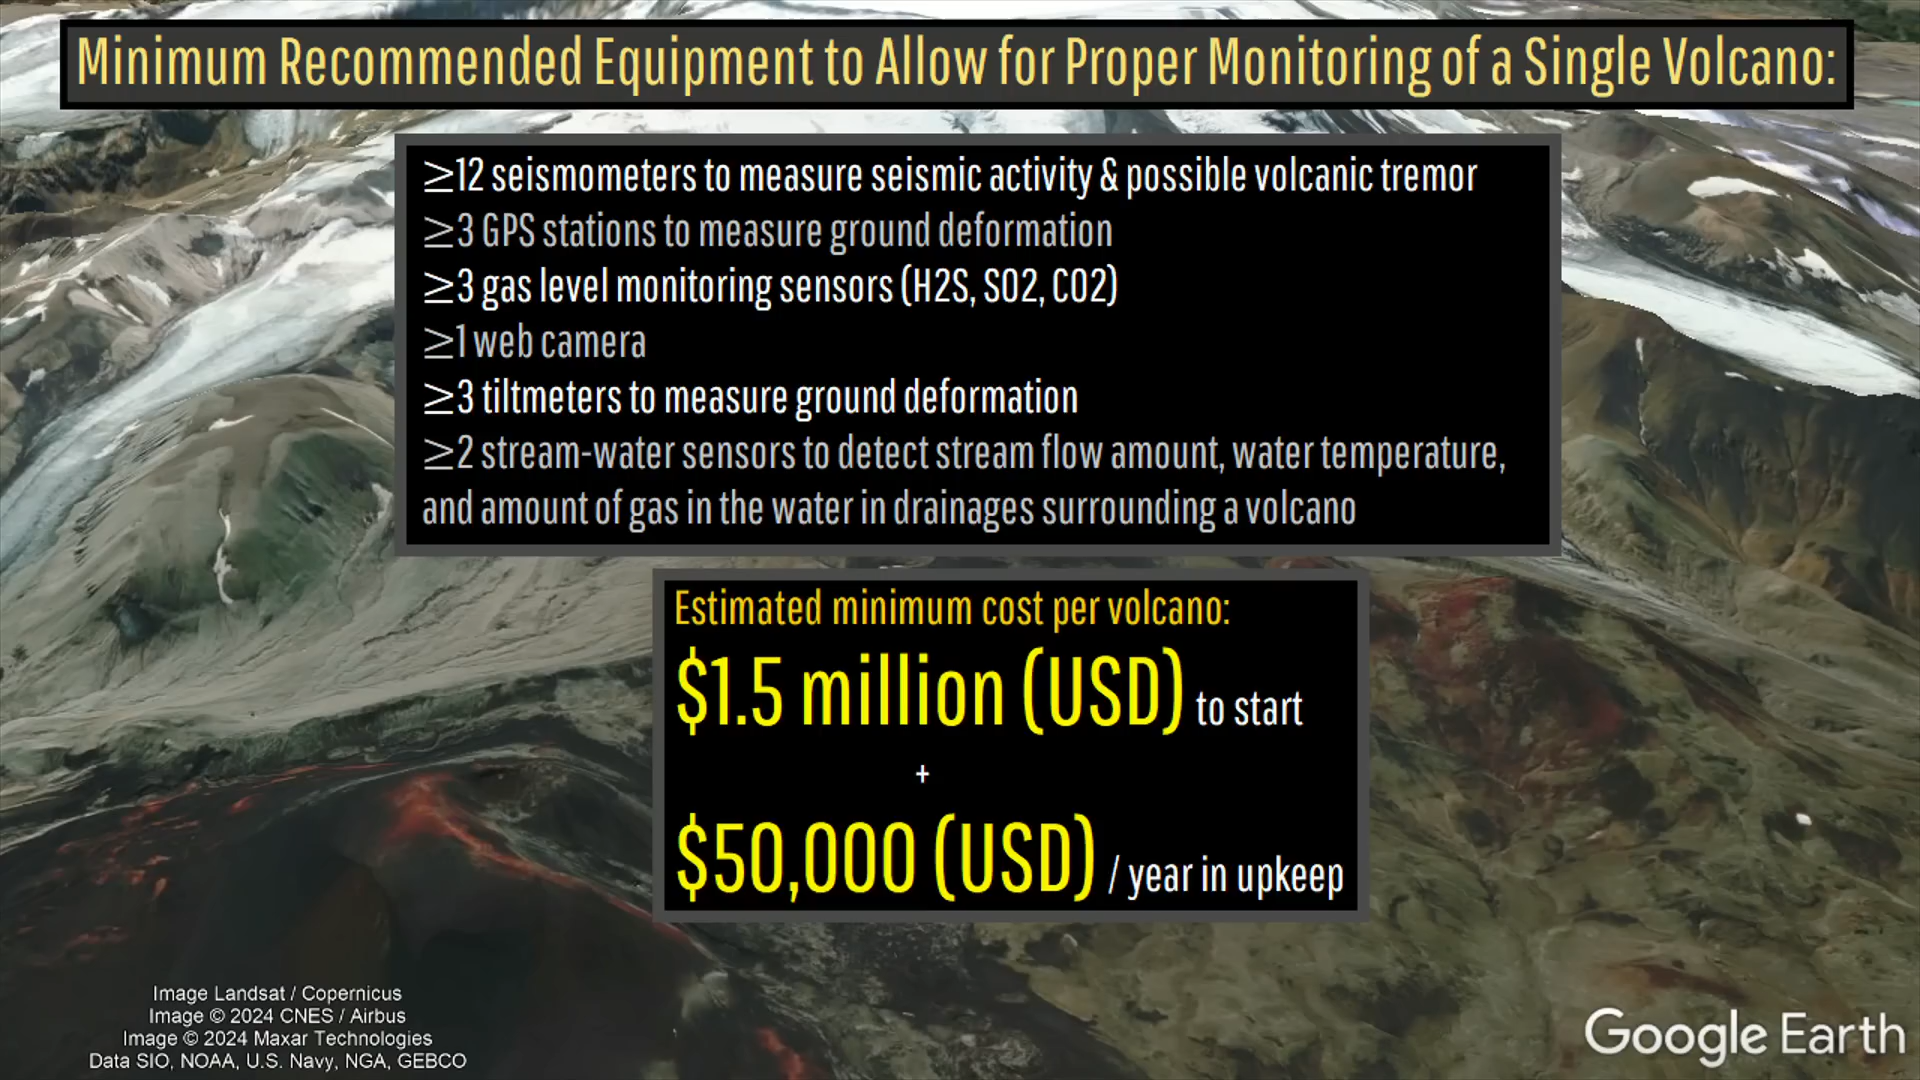 Minimum Recommended Equipment to Allow for Proper Monitoring of a Single Volcano:
≥12 seismometers to measure seismic activity & possible volcanic tremor
≥3 GPS stations to measure ground deformation
≥3 gas level monitoring sensors (H2S, SO2, CO2)
≥1 web camera
≥3 tiltmeters to measure ground deformation
≥2 stream-water sensors to detect stream flow amount, water temperature,
and amount of gas in the water in drainages surrounding a volcano
Estimated minimum cost per volcano:
$1.5 million (USD) to start
+
$50,000 (USD) / year in upkeep
Image Landsat / Copernicus
Image © 2024 CNES / Airbus
Image © 2024 Maxar Technologies
Data SIO, NOAA, U.S. Navy, NGA, GEBCO
Google Earth